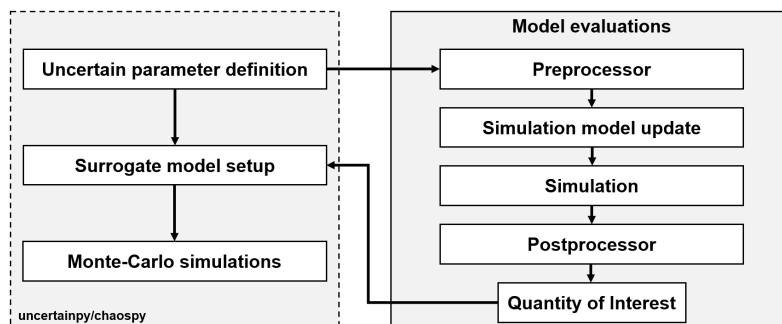 Uncertain parameter definition
Surrogate model setup
Monte-Carlo simulations
uncertainpy/chaospy
Model evaluations
Preprocessor
Simulation model update
Simulation
Postprocessor
Quantity of Interest